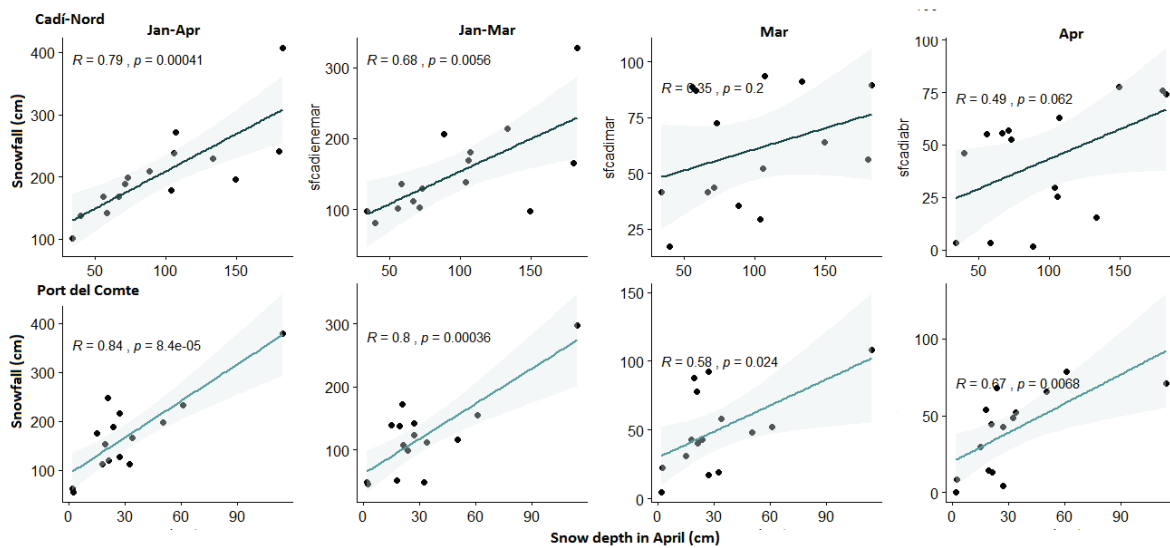 Cadí-Nord
Jan-Apr
Jan-Mar
Mar
Apr
Snowfall (cm)
400
300
200
100
R = 0.79 , p = 0.00041
50
100
150
sfcadienemar
300
200
100
R = 0.68 , p = 0.0056
50
100
150
sfcadimar
100
75
50
25
R = 0.35 , p = 0.2
50
100
150
sfcadiabr
100
75
50
25
0
R = 0.49 , p = 0.062
50
100
150
Port del Comte
Snowfall (cm)
400
300
200
100
R = 0.84 , p = 8.4e-05
0
30
60
90
300
200
100
0
R = 0.8 , p = 0.00036
0
30
60
90
150
100
50
0
R = 0.58 , p = 0.024
0
30
60
90
100
50
0
R = 0.67 , p = 0.0068
0
30
60
90
Snow depth in April (cm)